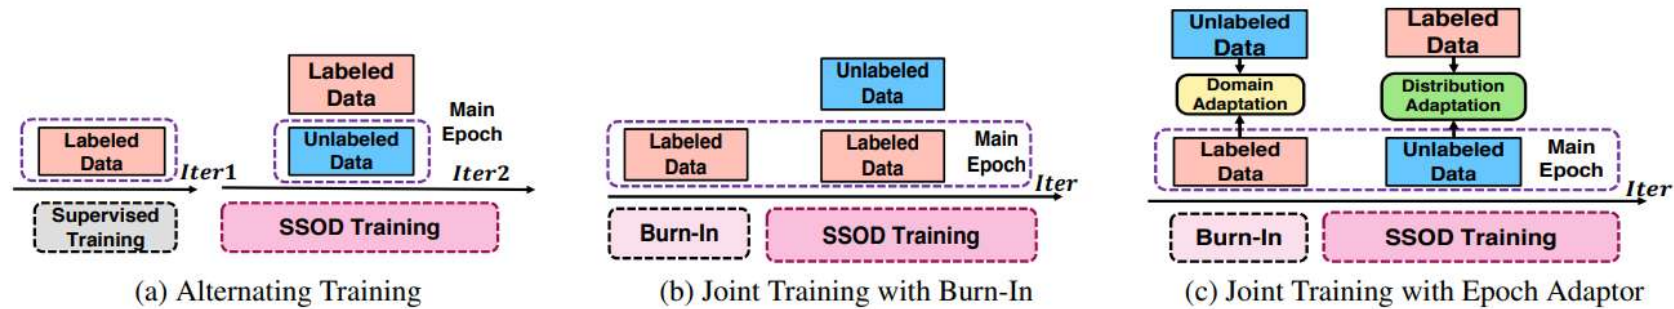 Labeled
Data
Iter1
Supervised
Training
Labeled
Data
Unlabeled
Data
Main
Epoch
Iter2
SSOD Training
(a) Alternating Training
Unlabeled
Data
Labeled
Data
Labeled
Data
Main
Epoch
Iter
Burn-In
SSOD Training
(b) Joint Training with Burn-In
Unlabeled
Data
Labeled
Data
Domain
Adaptation
Distribution
Adaptation
Labeled
Data
Unlabeled
Data
Main
Epoch
Iter
Burn-In
SSOD Training
(c) Joint Training with Epoch Adaptor